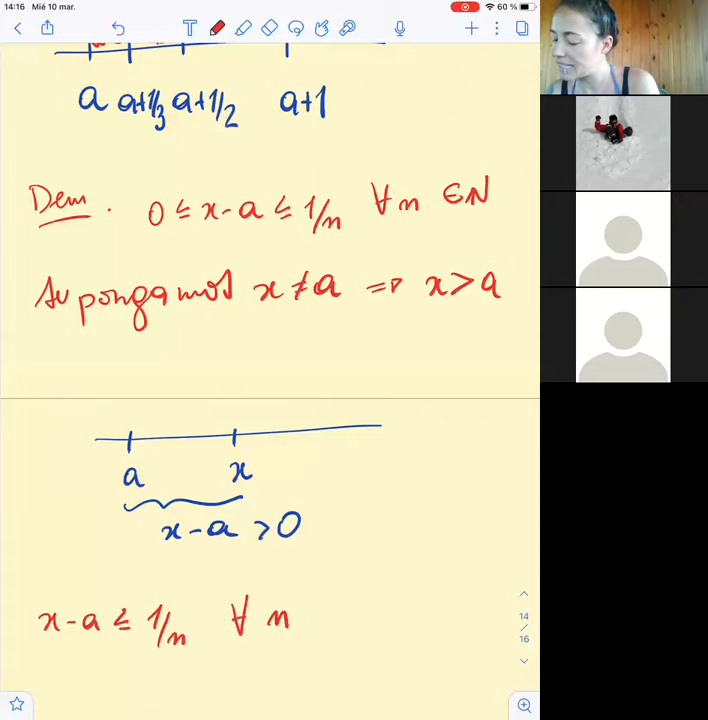 14:16 Mié 10 mar.
60 %
T
a a+1/3 a+1/2 a+1
Dem. 0 ≤ x-a ≤ 1/n ∀n ∈ N
Supongamos x ≠ a ⇒ x > a
a x
x-a > 0
x-a ≤ 1/n ∀ n
14
/
16